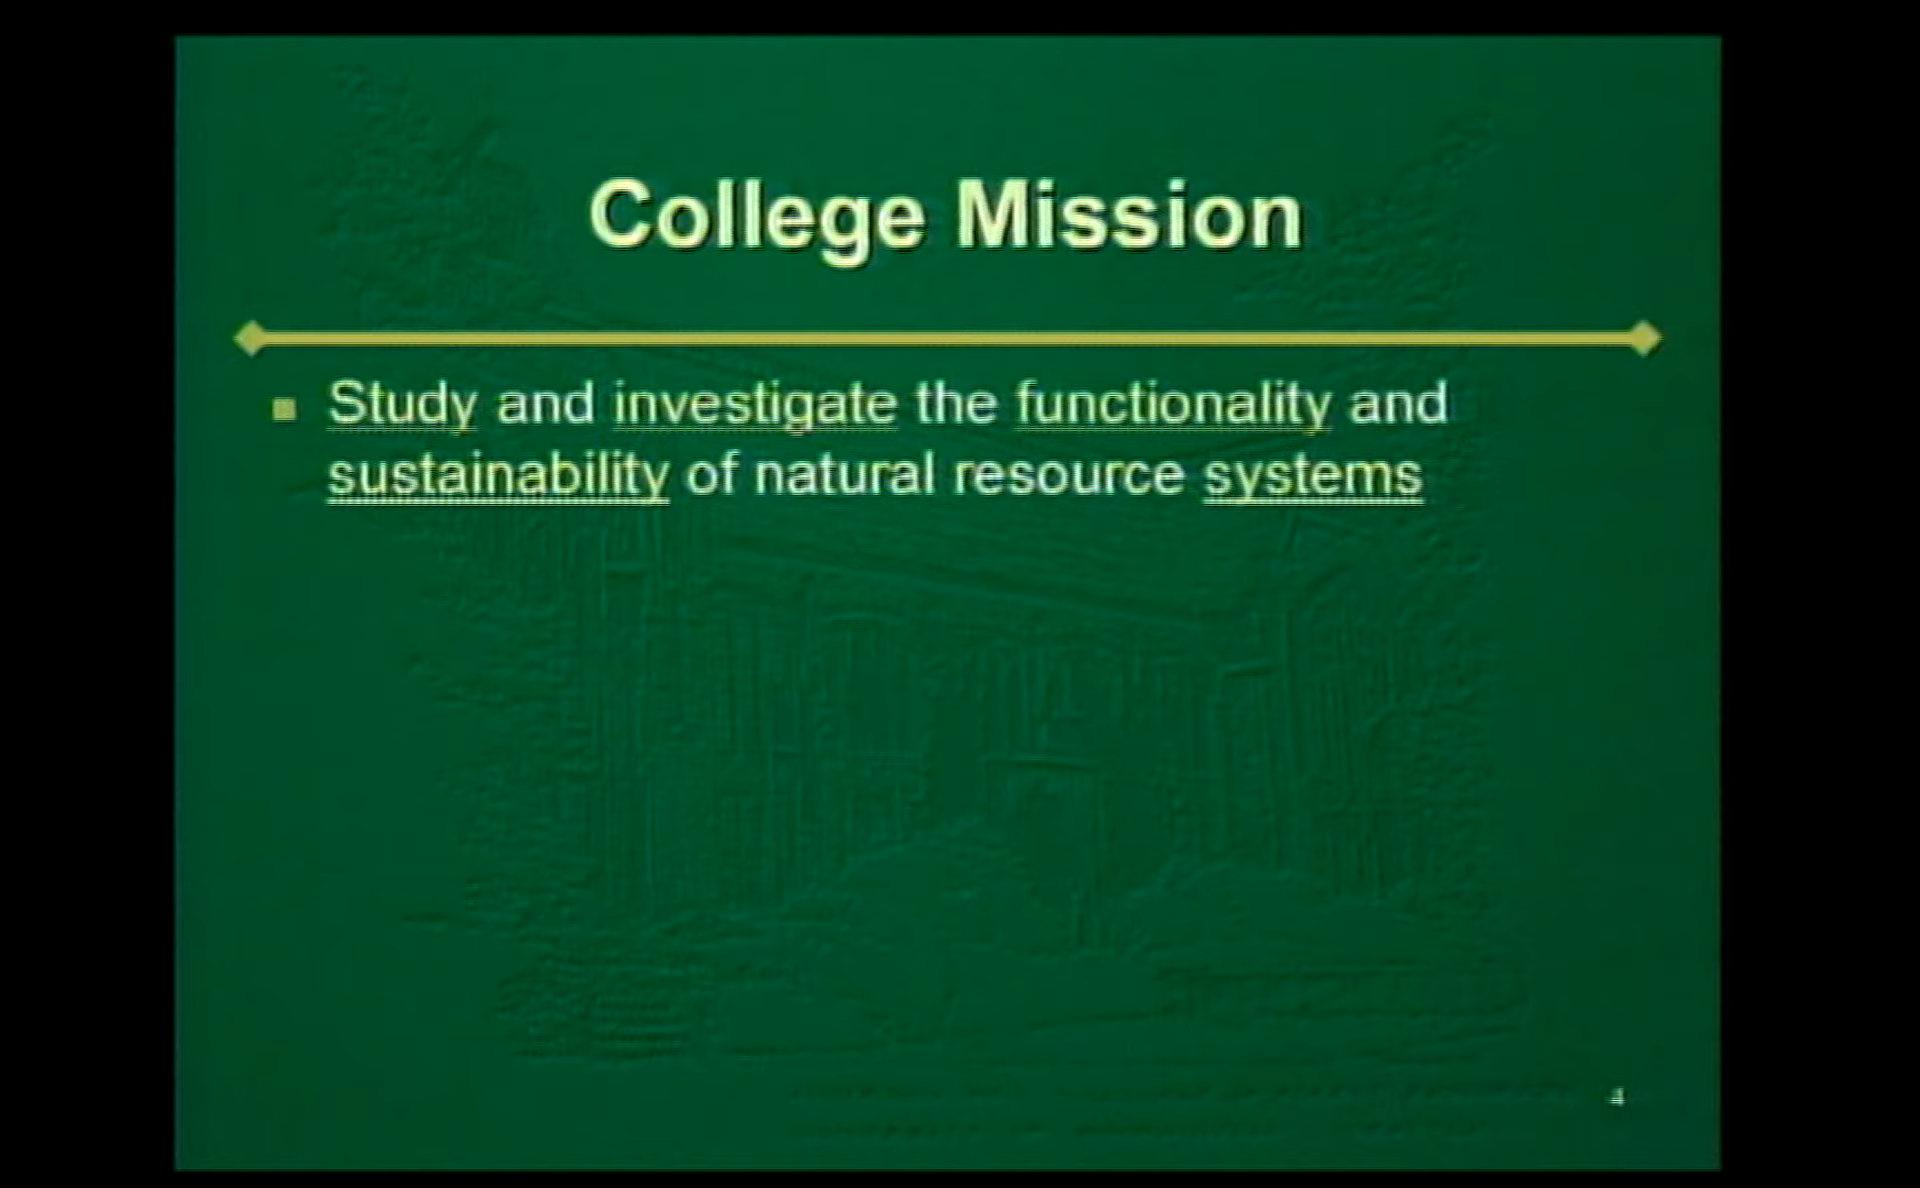 College Mission
Study and investigate the functionality and
sustainability of natural resource systems
4